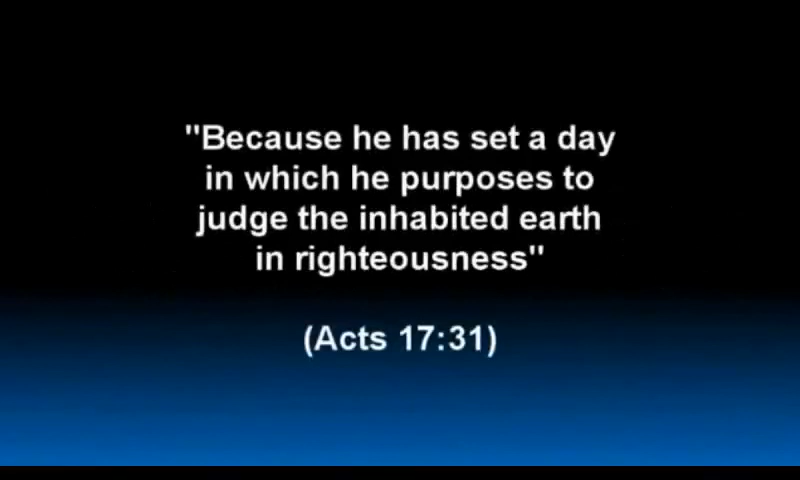 "Because he has set a day
in which he purposes to
judge the inhabited earth
in righteousness"
(Acts 17:31)